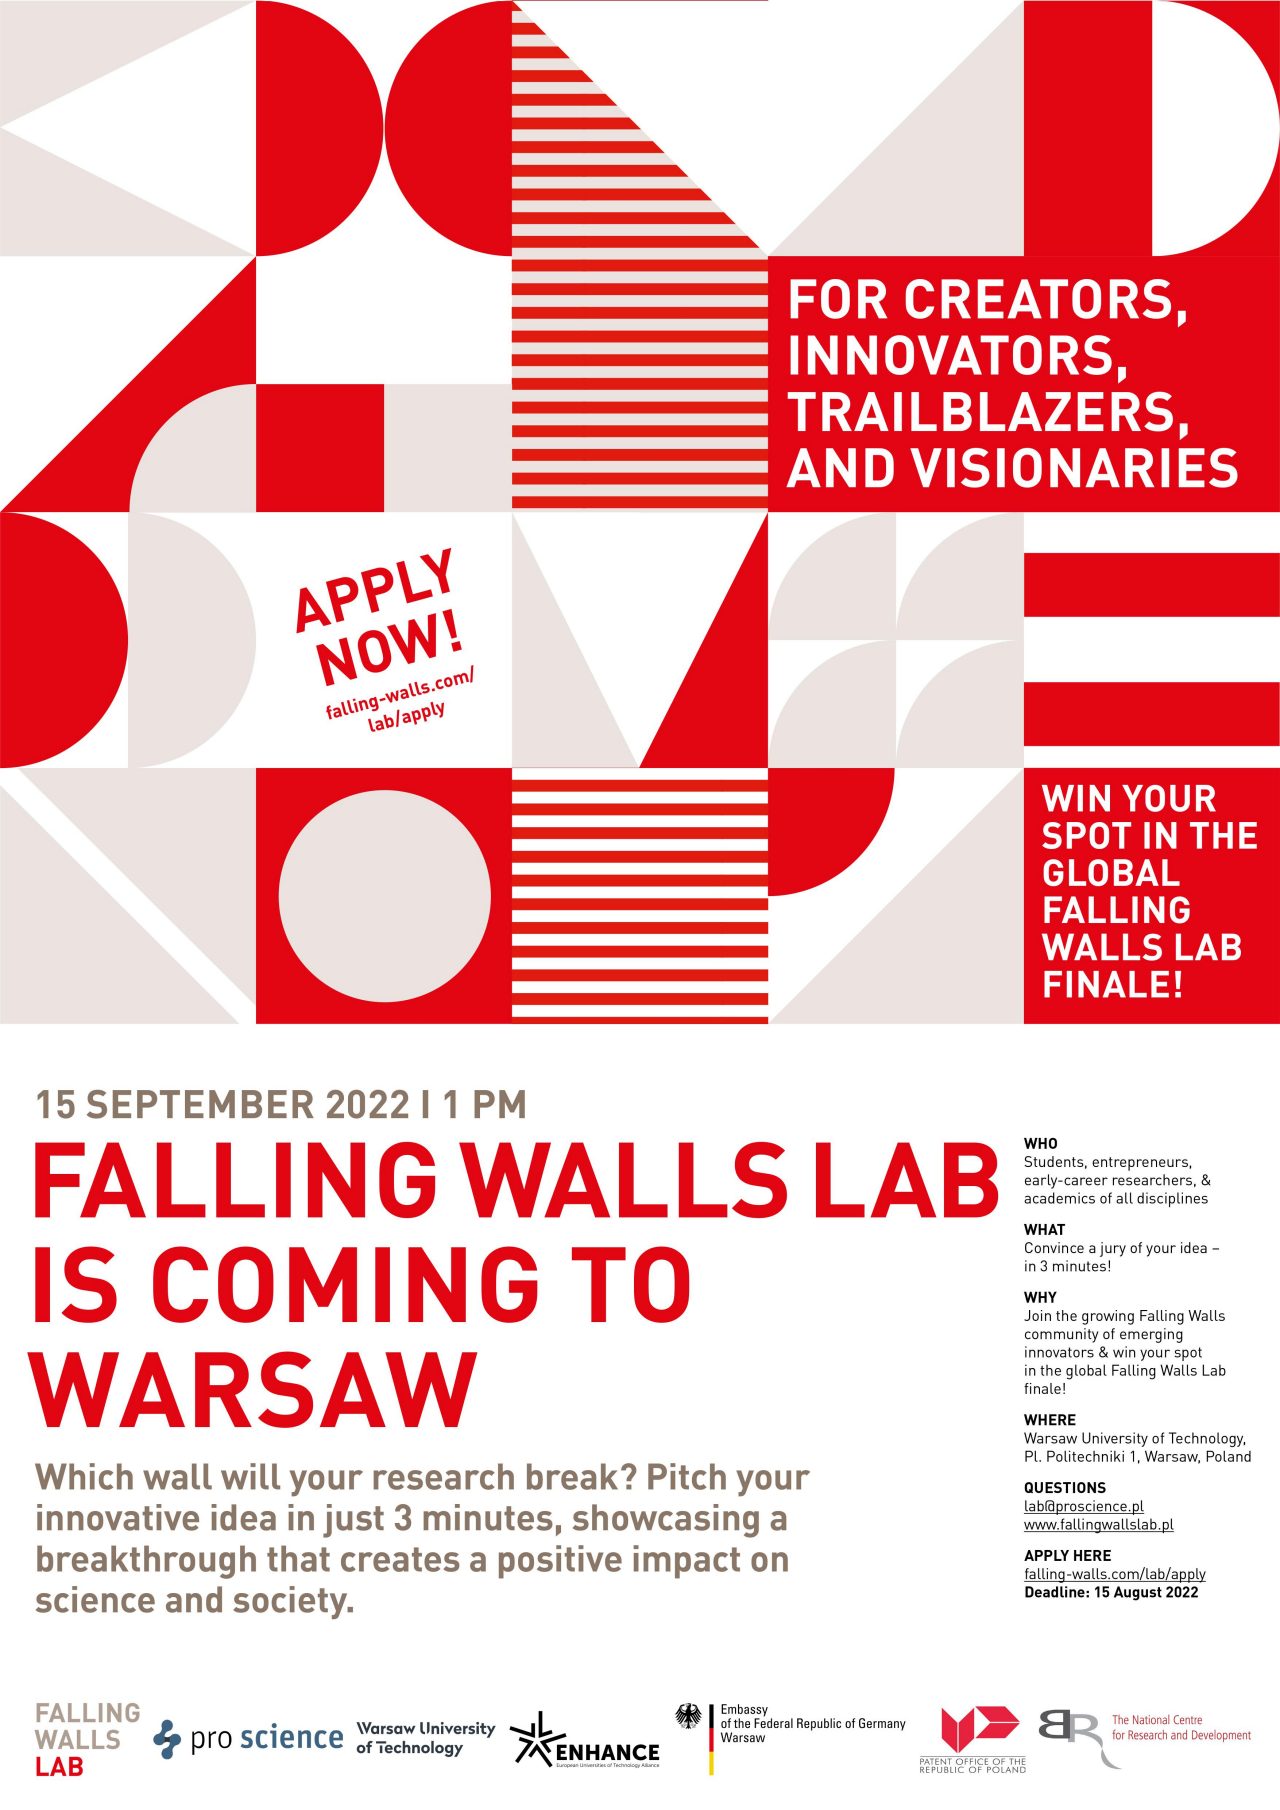 FOR CREATORS,
INNOVATORS,
TRAILBLAZERS,
AND VISIONARIES
APPLY
NOW!
falling-walls.com/
lab/apply
WIN YOUR
SPOT IN THE
GLOBAL
FALLING
WALLS LAB
FINALE!
15 SEPTEMBER 2022 I 1 PM
FALLING WALLS LAB
IS COMING TO
WARSAW
Which wall will your research break? Pitch your
innovative idea in just 3 minutes, showcasing a
breakthrough that creates a positive impact on
science and society.
WHO
Students, entrepreneurs,
early-career researchers, &
academics of all disciplines
WHAT
Convince a jury of your idea –
in 3 minutes!
WHY
Join the growing Falling Walls
community of emerging
innovators & win your spot
in the global Falling Walls Lab
finale!
WHERE
Warsaw University of Technology,
Pl. Politechniki 1, Warsaw, Poland
QUESTIONS
lab@proscience.pl
www.fallingwallslab.pl
APPLY HERE
falling-walls.com/lab/apply
Deadline: 15 August 2022
FALLING
WALLS
LAB
pro science
Warsaw University
of Technology
ENHANCE
European Universities of Technology Alliance
Embassy
of the Federal Republic of Germany
Warsaw
PATENT OFFICE OF THE
REPUBLIC OF POLAND
BR
The National Centre
for Research and Development